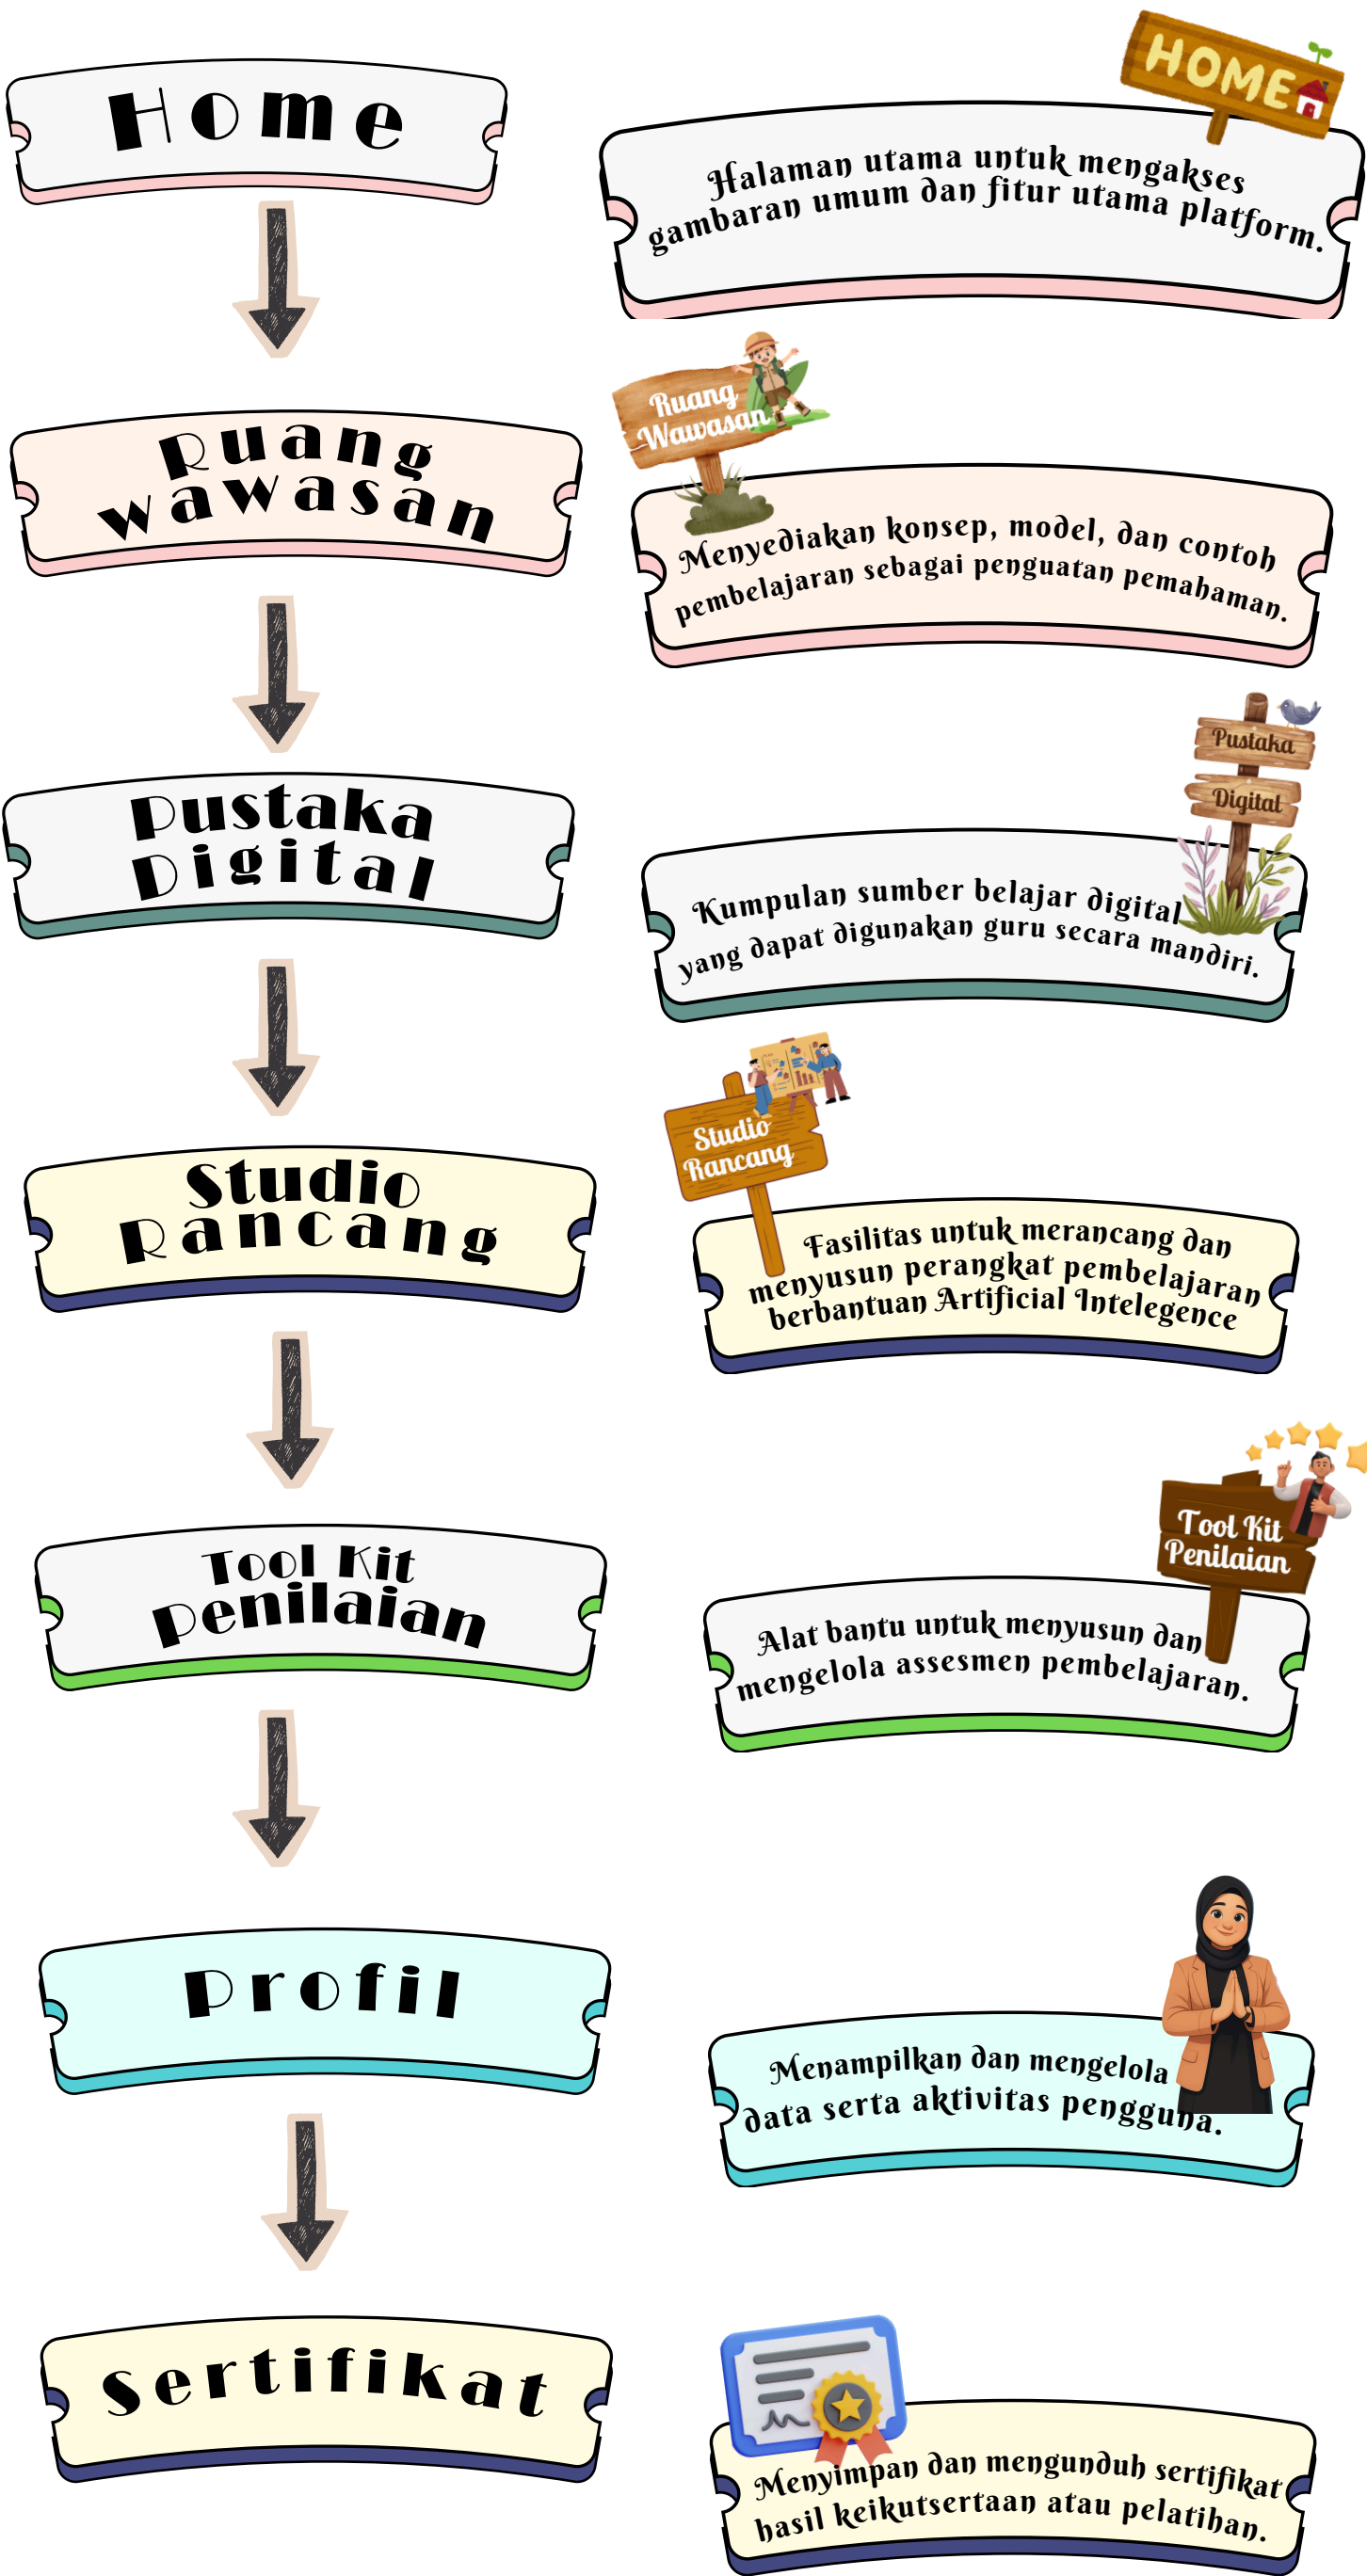 Home
HOME
Halaman utama untuk mengakses
gambaran umum dan fitur utama platform.
Ruang
wawasan
Ruang
Wawasan
Menyediakan konsep, model, dan contoh
pembelajaran sebagai penguatan pemahaman.
Pustaka
Digital
Pustaka
Digital
Kumpulan sumber belajar digital
yang dapat digunakan guru secara mandiri.
Studio
Rancang
Studio
Rancang
Fasilitas untuk merancang dan
menyusun perangkat pembelajaran
berbantuan Artificial Intelegence
Tool Kit
Penilaian
Tool Kit
Penilaian
Alat bantu untuk menyusun dan
mengelola assesmen pembelajaran.
Profil
Menampilkan dan mengelola
data serta aktivitas pengguna.
Sertifikat
Menyimpan dan mengunduh sertifikat
hasil keikutsertaan atau pelatihan.